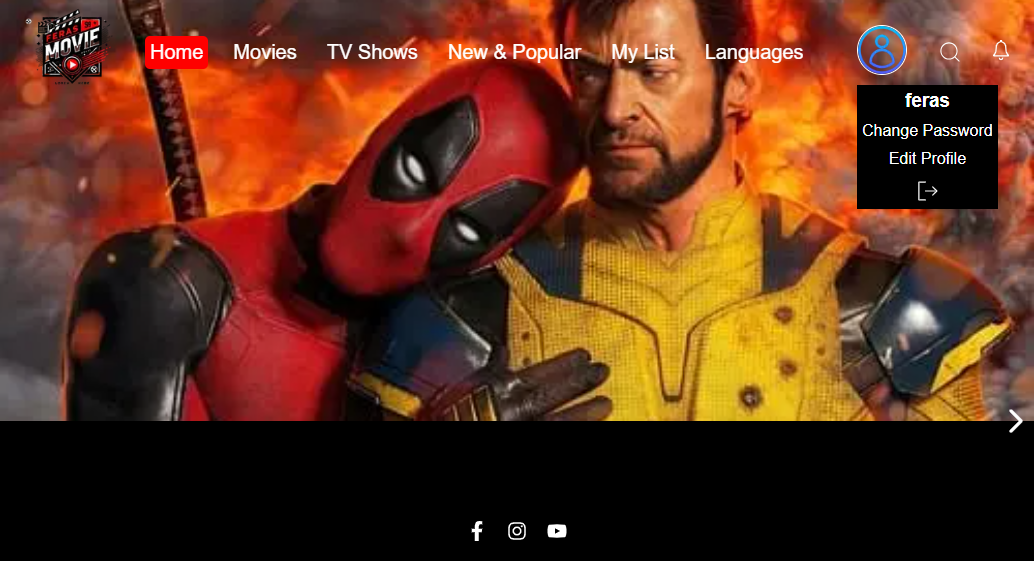 FERAS
MOVIE
Home Movies TV Shows New & Popular My List Languages
feras
Change Password
Edit Profile